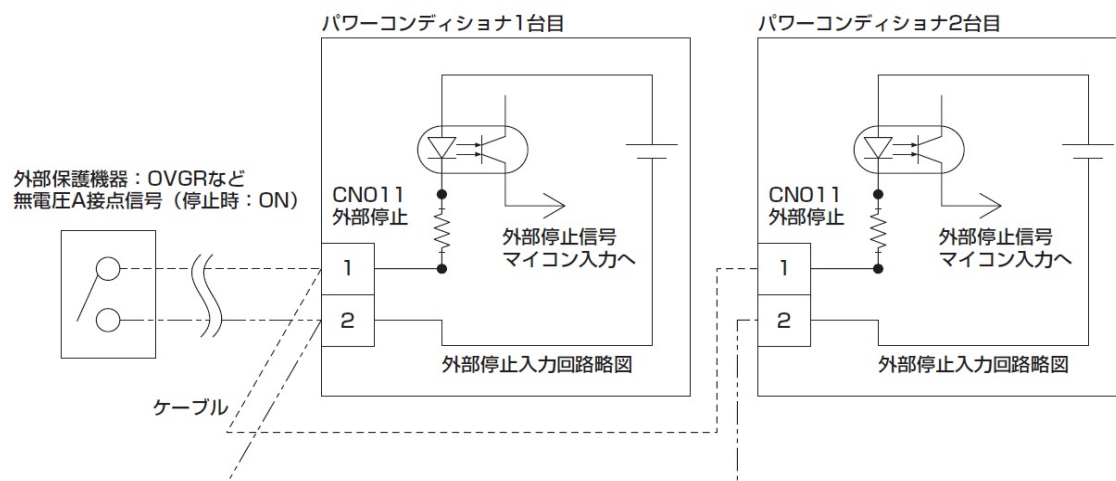 パワーコンディショナ1台目
パワーコンディショナ2台目
外部保護機器：OVGRなど
無電圧A接点信号（停止時：ON）
CN011
外部停止
1
2
外部停止信号
マイコン入力へ
外部停止入力回路略図
CN011
外部停止
1
2
外部停止信号
マイコン入力へ
外部停止入力回路略図
ケーブル